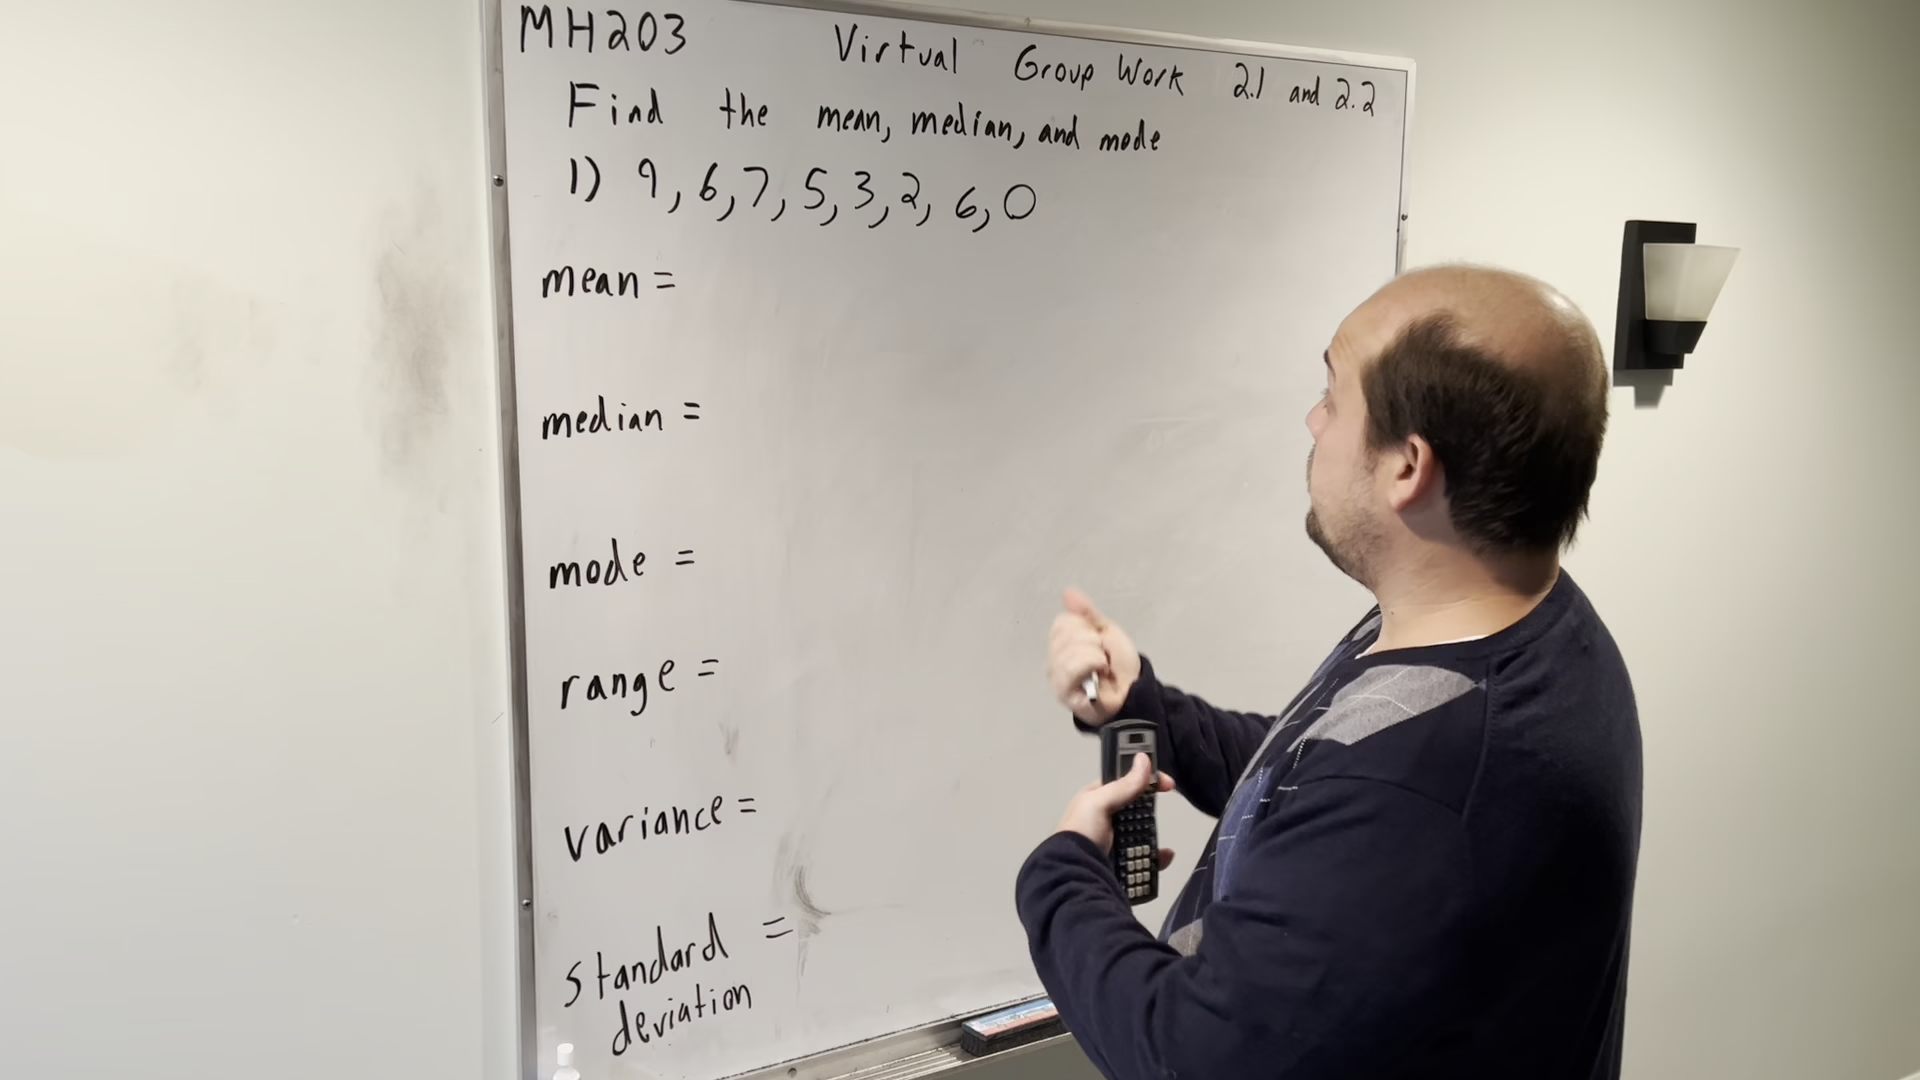 MH203 Virtual Group Work 2.1 and 2.2
Find the mean, median, and mode
1) 9, 6, 7, 5, 3, 2, 6, 0
mean =
median =
mode =
range =
variance =
standard =
deviation